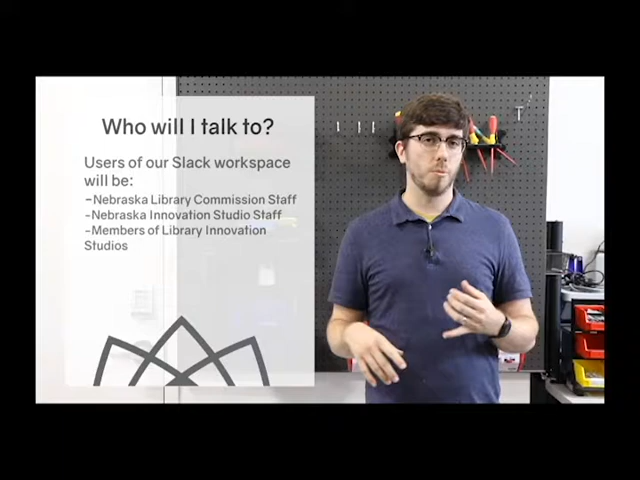 Who will I talk to?
Users of our Slack workspace
will be:
-Nebraska Library Commission Staff
-Nebraska Innovation Studio Staff
-Members of Library Innovation
Studios